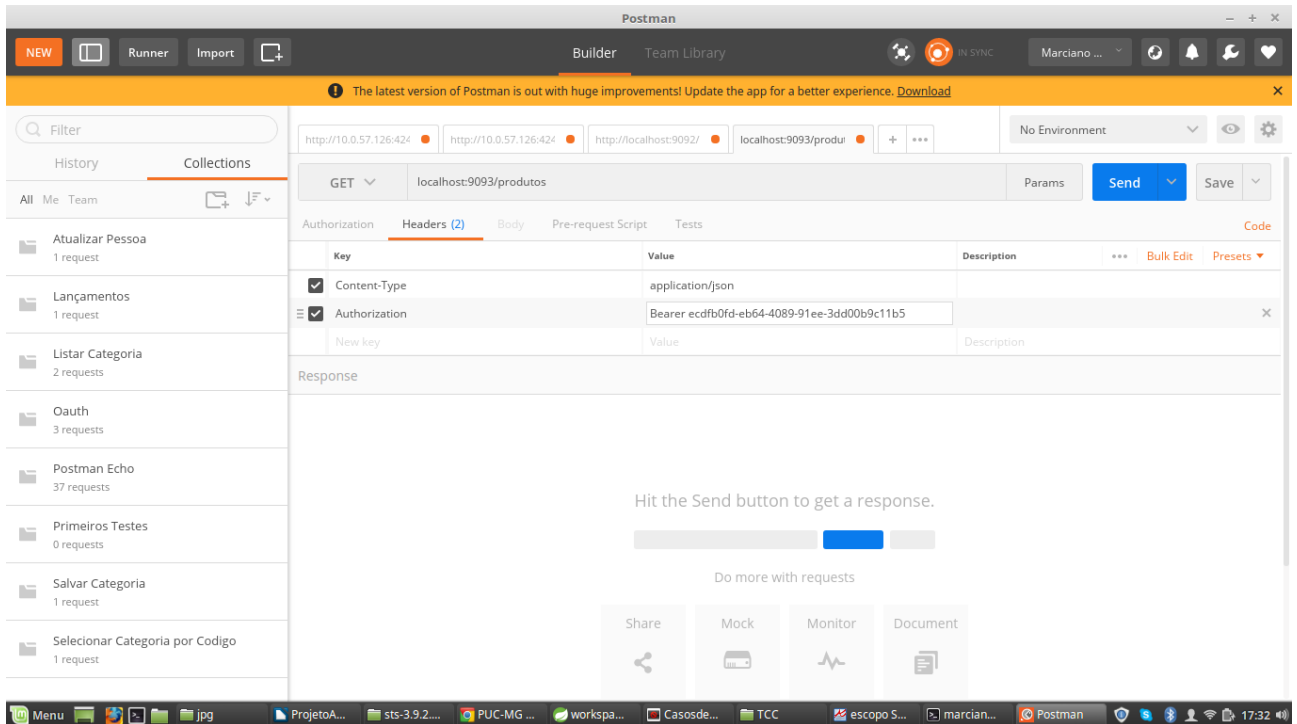 Postman
NEW Runner Import Builder Team Library IN SYNC Marciano ...
The latest version of Postman is out with huge improvements! Update the app for a better experience. Download
Filter
History Collections
All Me Team
Atualizar Pessoa
1 request
Lançamentos
1 request
Listar Categoria
2 requests
Oauth
3 requests
Postman Echo
37 requests
Primeiros Testes
0 requests
Salvar Categoria
1 request
Selecionar Categoria por Codigo
1 request
http://10.0.57.126:424 http://10.0.57.126:424 http://localhost:9092/ localhost:9093/produt + ••• No Environment
GET localhost:9093/produtos Params Send Save
Authorization Headers (2) Body Pre-request Script Tests Code
Key Value Description ••• Bulk Edit Presets
Content-Type application/json
Authorization Bearer ecdfb0fd-eb64-4089-91ee-3dd00b9c11b5
New key Value Description
Response
Hit the Send button to get a response.
Do more with requests
Share Mock Monitor Document
Menu jpg ProjetoA... sts-3.9.2.... PUC-MG ... workspa... Casosde... TCC escopo S... marcian... Postman 17:32